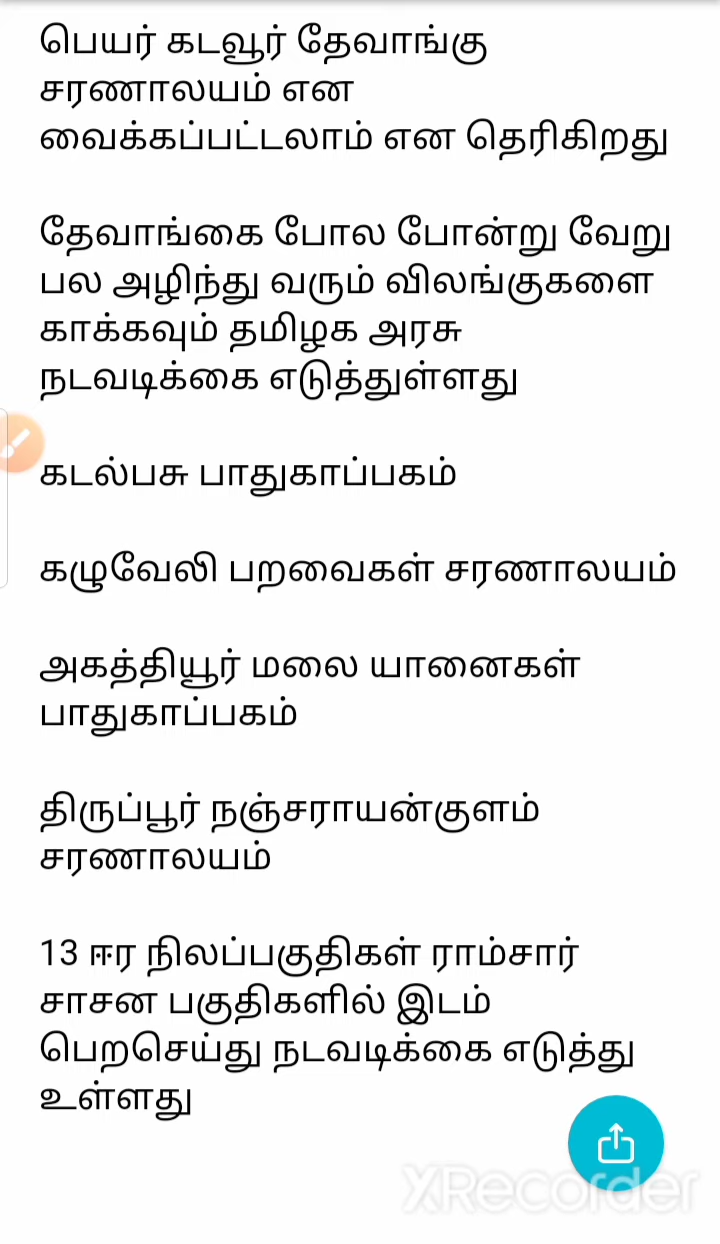 பெயர் கடவூர் தேவாங்கு
சரணாலயம் என
வைக்கப்பட்டலாம் என தெரிகிறது
தேவாங்கை போல போன்று வேறு
பல அழிந்து வரும் விலங்குகளை
காக்கவும் தமிழக அரசு
நடவடிக்கை எடுத்துள்ளது
கடல்பசு பாதுகாப்பகம்
கழுவேலி பறவைகள் சரணாலயம்
அகத்தியூர் மலை யானைகள்
பாதுகாப்பகம்
திருப்பூர் நஞ்சராயன்குளம்
சரணாலயம்
13 ஈர நிலப்பகுதிகள் ராம்சார்
சாசன பகுதிகளில் இடம்
பெறசெய்து நடவடிக்கை எடுத்து
உள்ளது
XRecorder